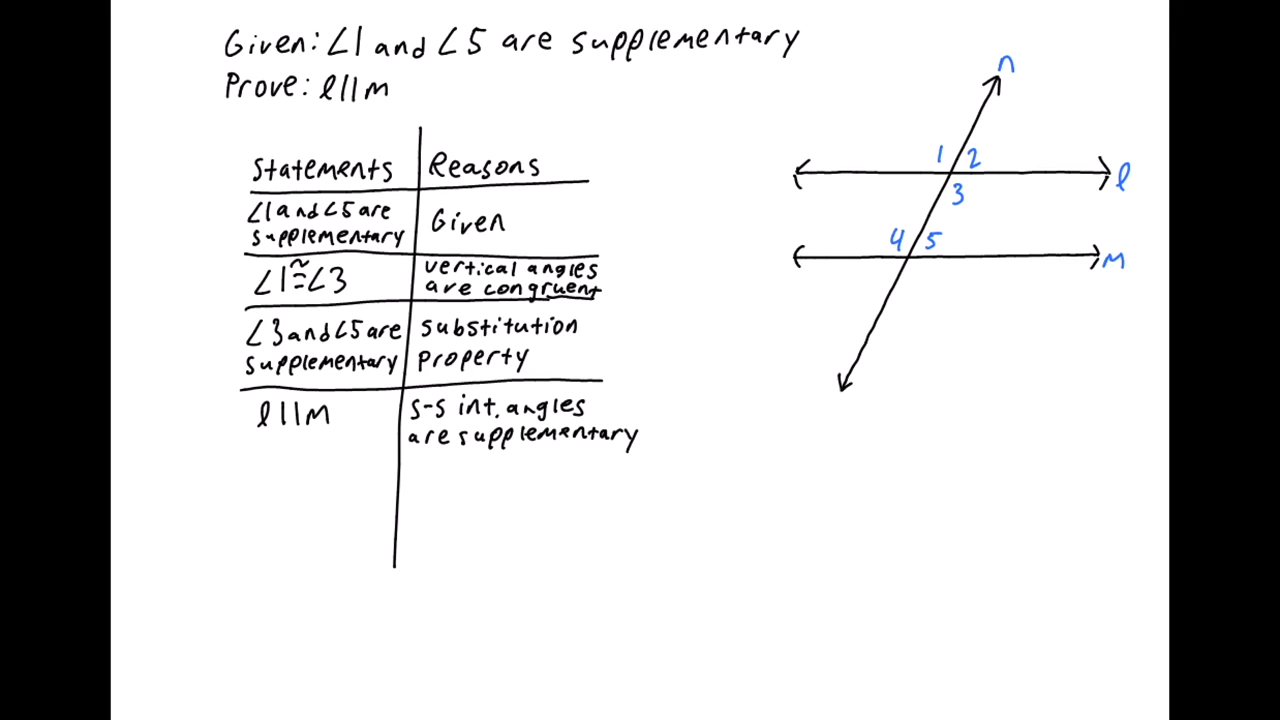 Given: ∠1 and ∠5 are supplementary
Prove: ℓ||m
Statements
Reasons
∠1 and ∠5 are
supplementary
Given
∠1≅∠3
vertical angles
are congruent
∠3 and ∠5 are
supplementary
substitution
property
ℓ||m
s-s int. angles
are supplementary
n
1 2
ℓ
3
4 5
m